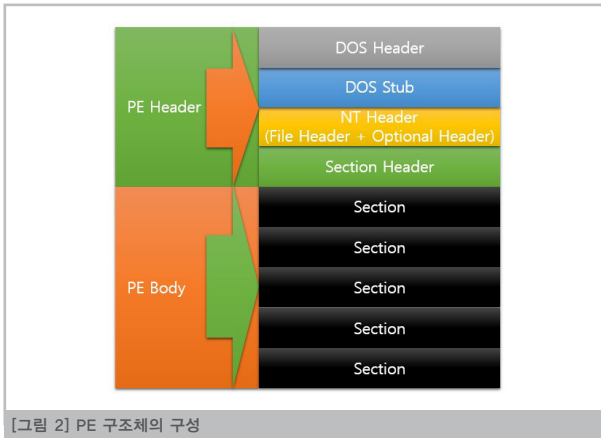 PE Header
DOS Header
DOS Stub
NT Header
(File Header + Optional Header)
Section Header
PE Body
Section
Section
Section
Section
Section
[그림 2] PE 구조체의 구성